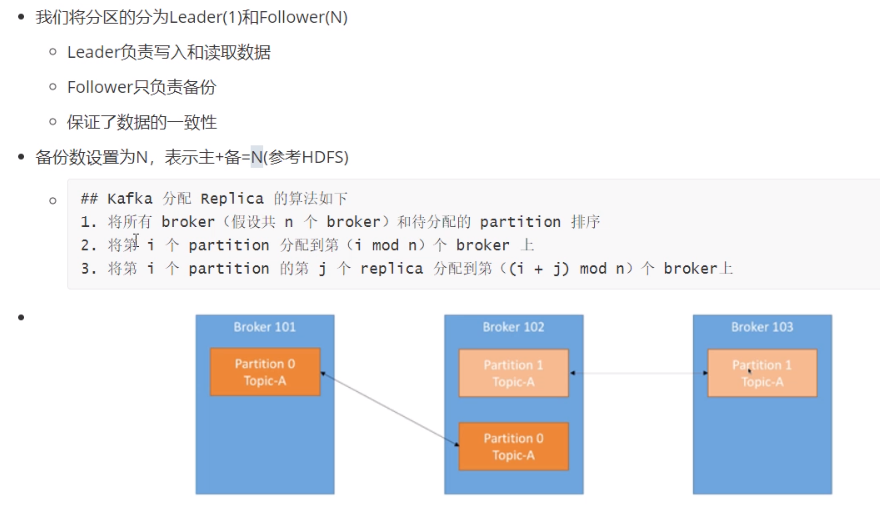 我们将分区的分为Leader(1)和Follower(N)
Leader负责写入和读取数据
Follower只负责备份
保证了数据的一致性
备份数设置为N，表示主+备=N(参考HDFS)
## Kafka 分配 Replica 的算法如下
1. 将所有 broker（假设共 n 个 broker）和待分配的 partition 排序
2. 将第 i 个 partition 分配到第（i mod n）个 broker 上
3. 将第 i 个 partition 的第 j 个 replica 分配到第（(i + j) mod n）个 broker上
Broker 101
Partition 0
Topic-A
Broker 102
Partition 1
Topic-A
Partition 0
Topic-A
Broker 103
Partition 1
Topic-A